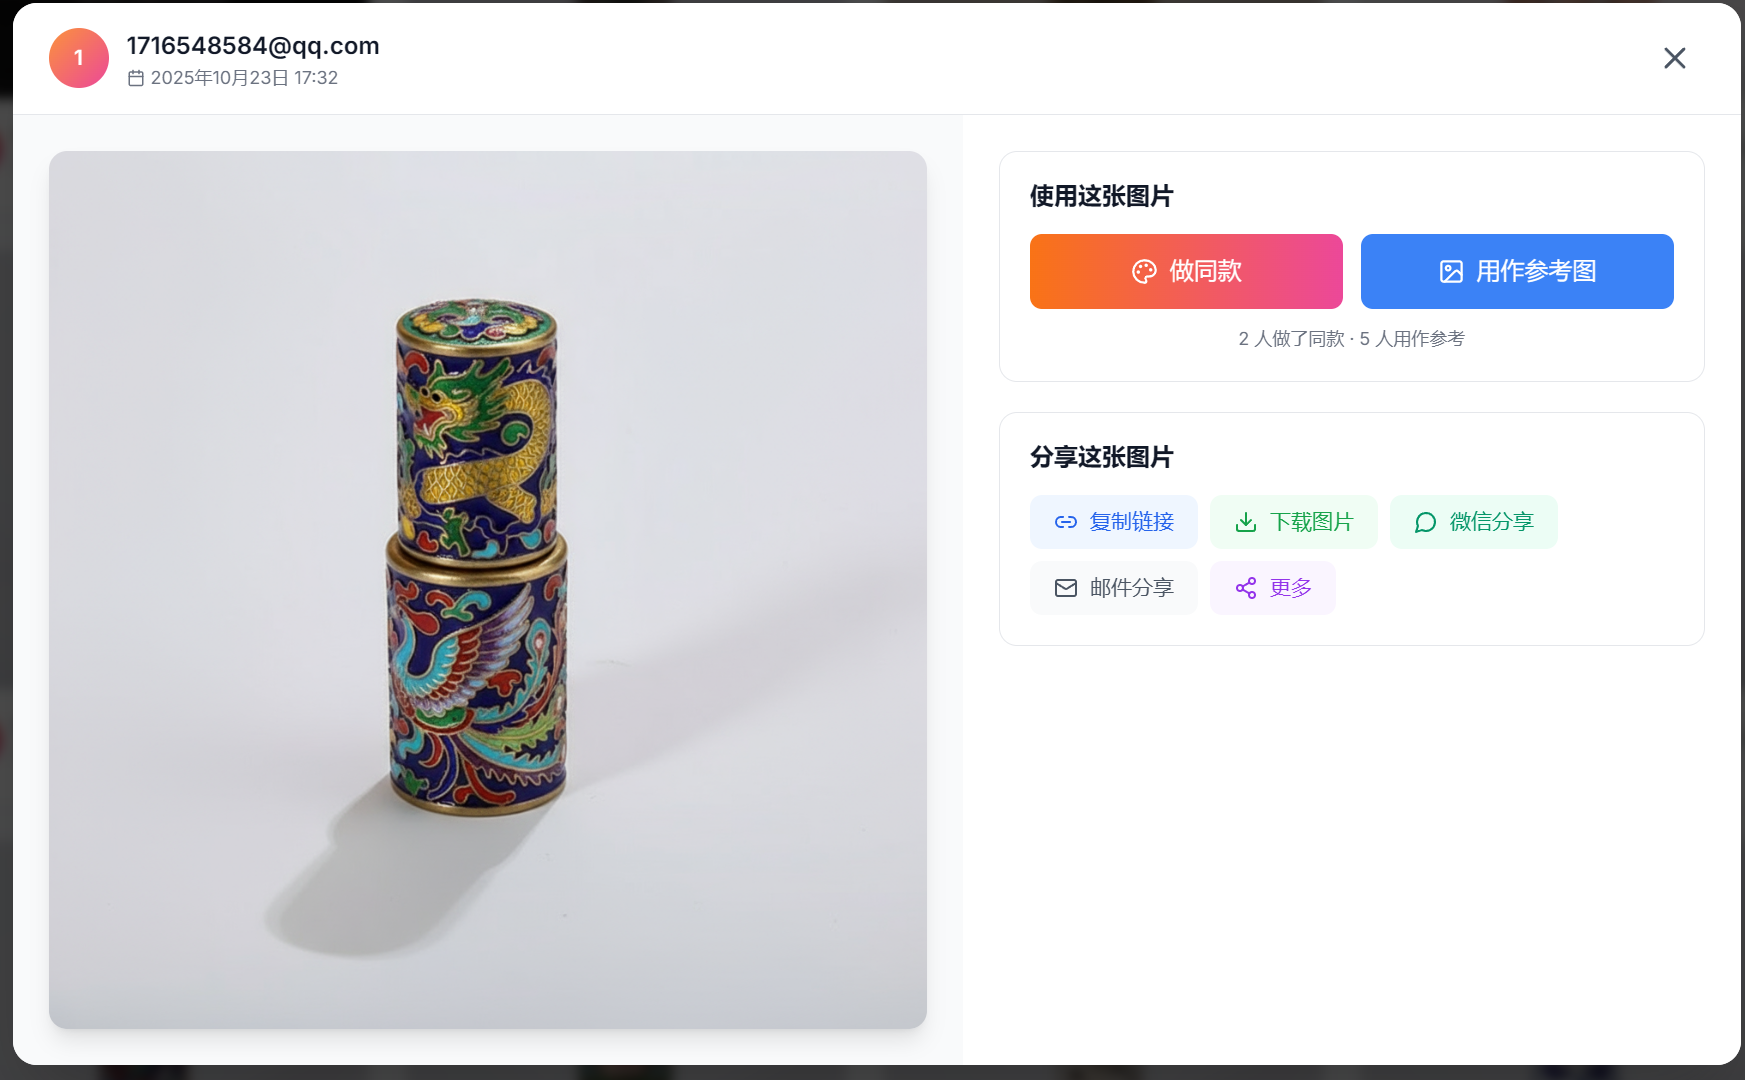 1
1716548584@qq.com
2025年10月23日 17:32
使用这张图片
做同款
用作参考图
2 人做了同款 · 5 人用作参考
分享这张图片
复制链接
下载图片
微信分享
邮件分享
更多